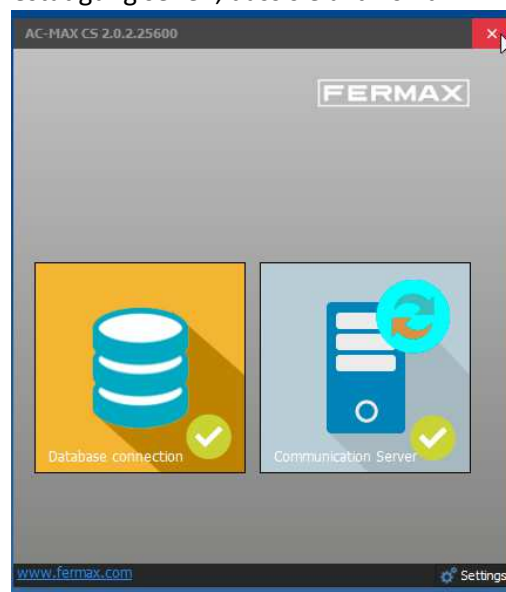 AC-MAX CS 2.0.2.25600
FERMAX
Database connection
Communication Server
www.fermax.com
Settings